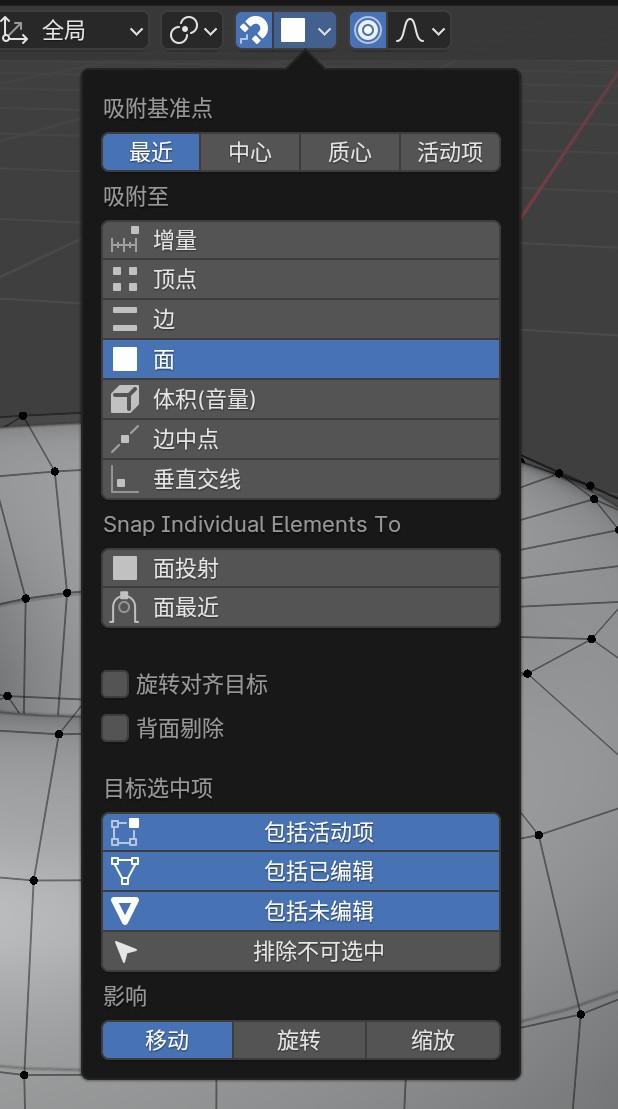 全局
吸附基准点
最近 中心 质心 活动项
吸附至
增量
顶点
边
面
体积(音量)
边中点
垂直交线
Snap Individual Elements To
面投射
面最近
旋转对齐目标
背面剔除
目标选中项
包括活动项
包括已编辑
包括未编辑
排除不可选中
影响
移动 旋转 缩放